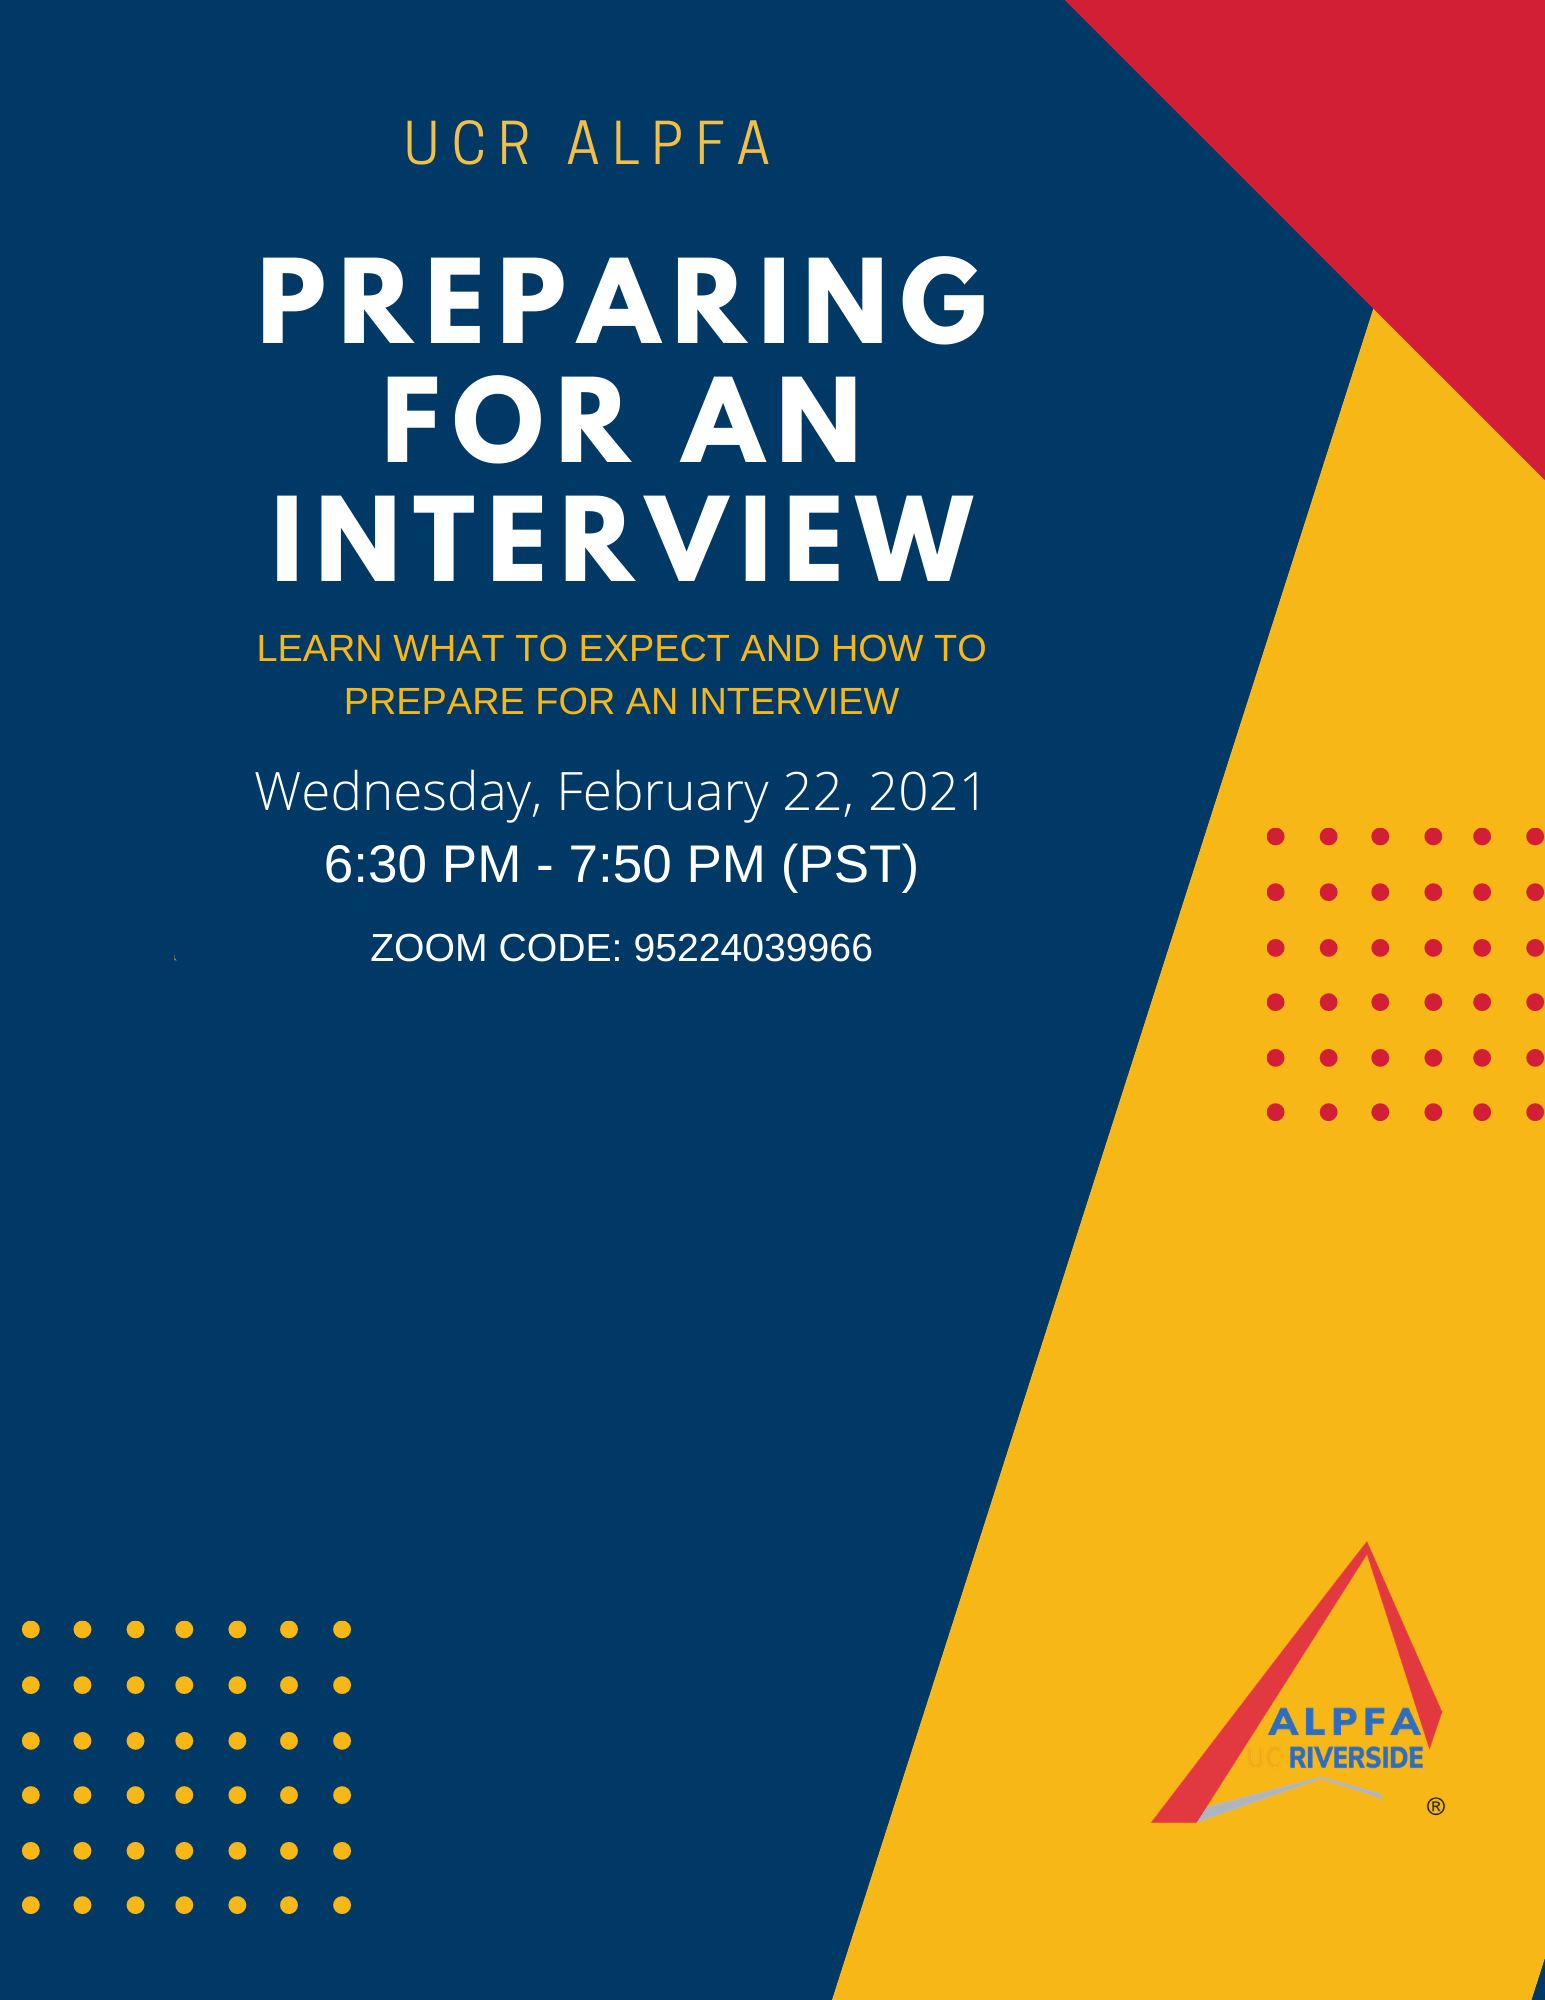 UCR ALPFA
PREPARING
FOR AN
INTERVIEW
LEARN WHAT TO EXPECT AND HOW TO
PREPARE FOR AN INTERVIEW
Wednesday, February 22, 2021
6:30 PM - 7:50 PM (PST)
ZOOM CODE: 95224039966
ALPFA
UC RIVERSIDE
®